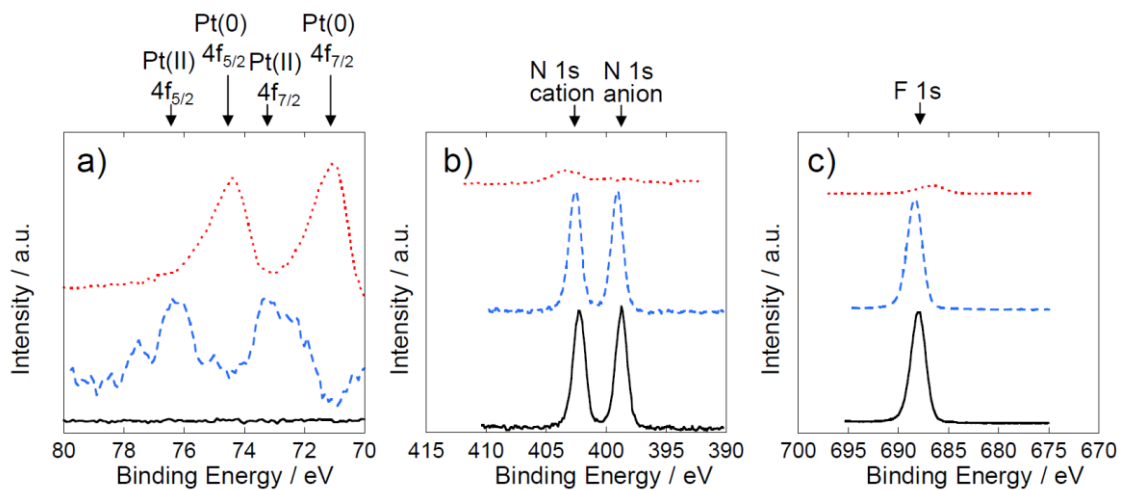 Pt(0) Pt(0)
Pt(II) 4f5/2 Pt(II) 4f7/2
4f5/2 4f7/2
N 1s N 1s
cation anion
F 1s
a)
b)
c)
Intensity / a.u.
80 78 76 74 72 70
Binding Energy / eV
Intensity / a.u.
415 410 405 400 395 390
Binding Energy / eV
Intensity / a.u.
700 695 690 685 680 675 670
Binding Energy / eV